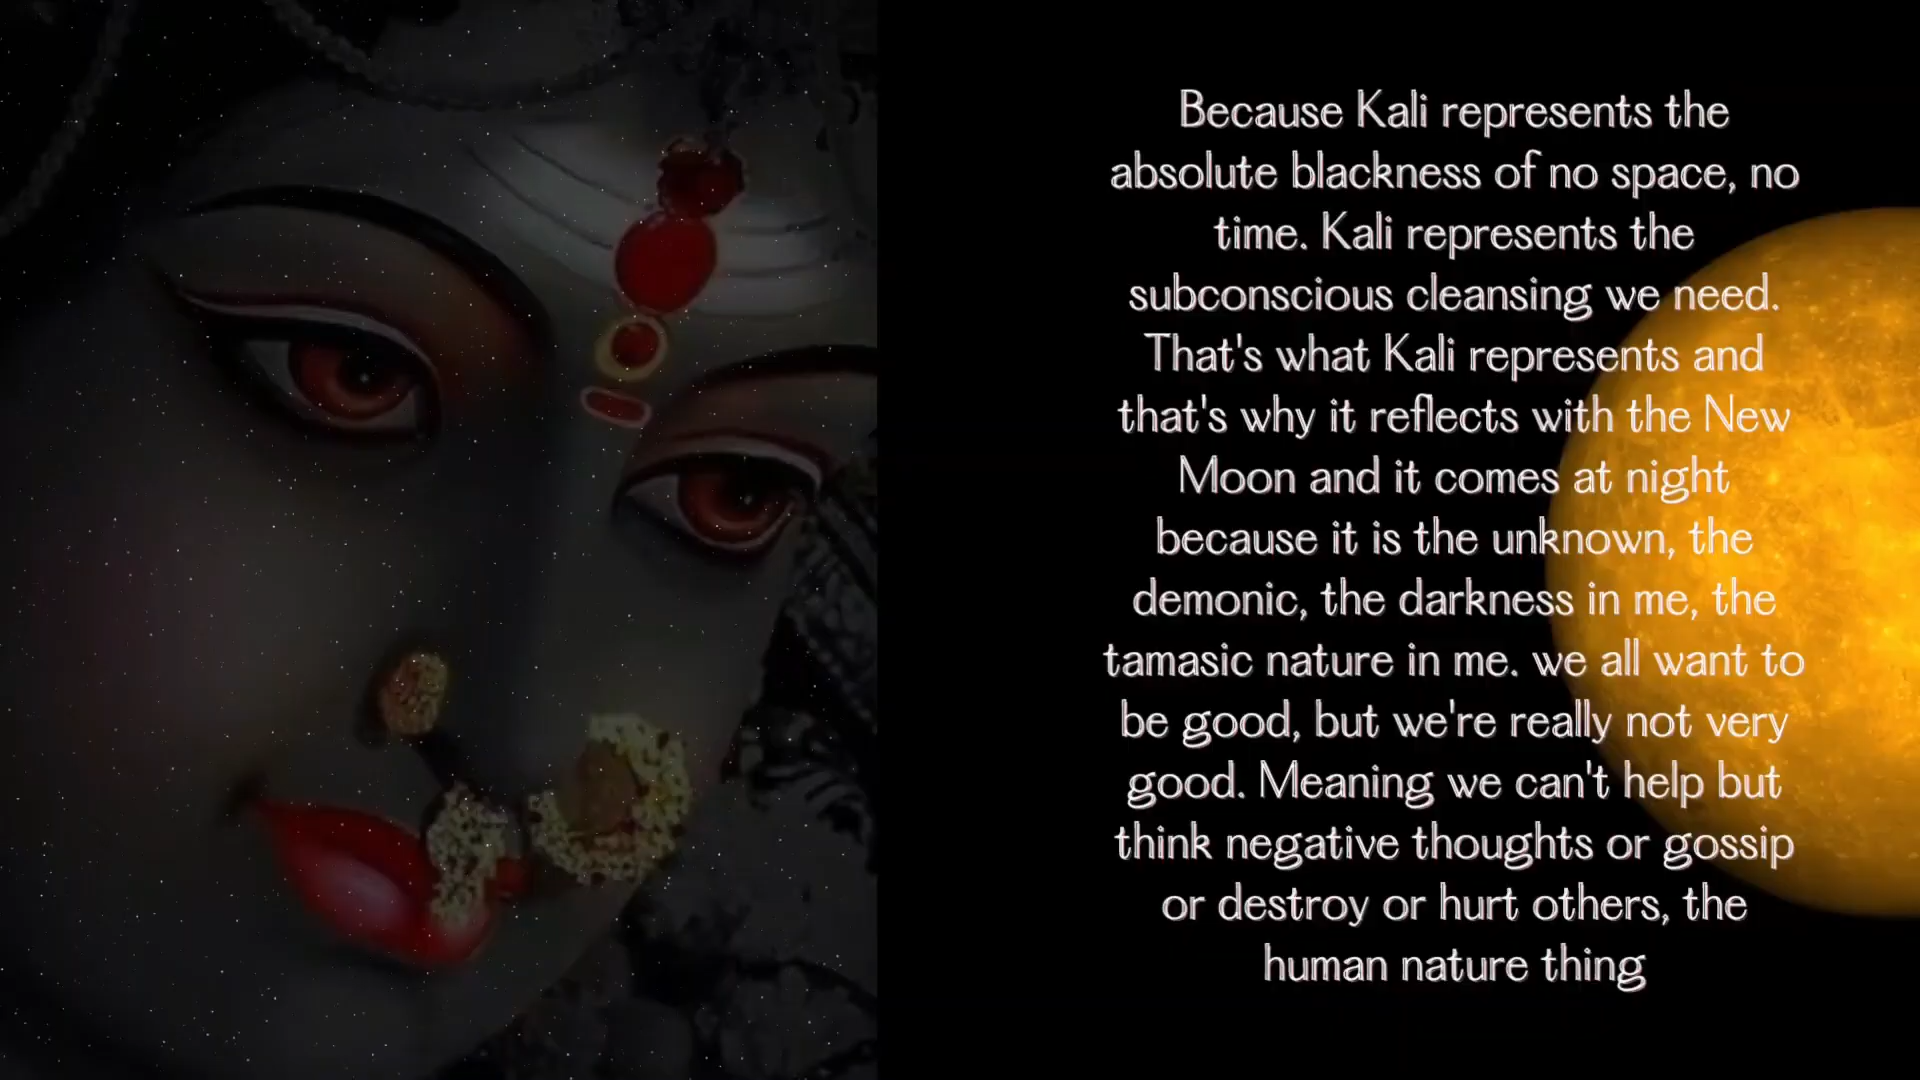 Because Kali represents the
absolute blackness of no space, no
time. Kali represents the
subconscious cleansing we need.
That's what Kali represents and
that's why it reflects with the New
Moon and it comes at night
because it is the unknown, the
demonic, the darkness in me, the
tamasic nature in me. we all want to
be good, but we're really not very
good. Meaning we can't help but
think negative thoughts or gossip
or destroy or hurt others, the
human nature thing